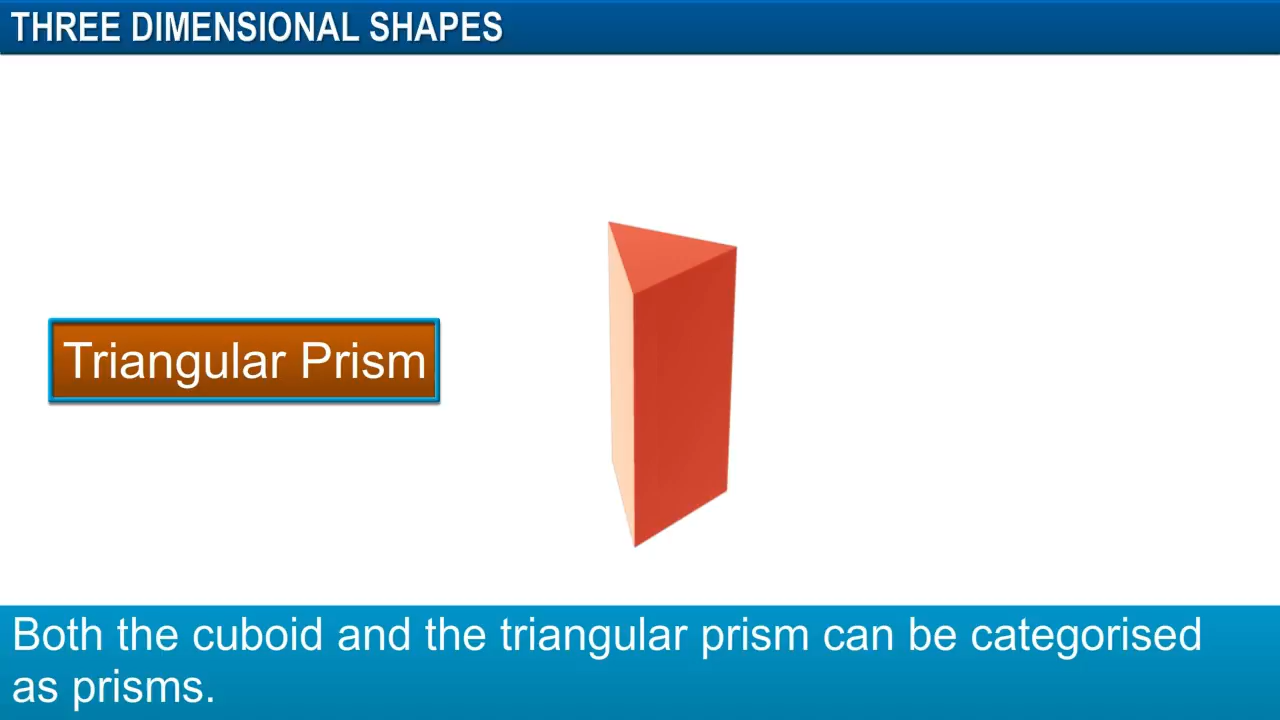 THREE DIMENSIONAL SHAPES
Triangular Prism
Both the cuboid and the triangular prism can be categorised
as prisms.